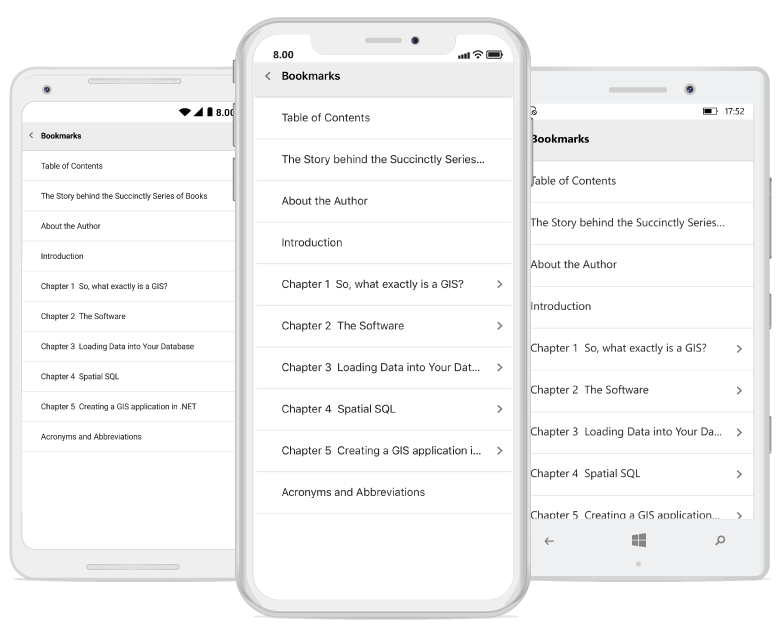 8.00
Bookmarks
Table of Contents
The Story behind the Succinctly Series of Books
About the Author
Introduction
Chapter 1 So, what exactly is a GIS?
Chapter 2 The Software
Chapter 3 Loading Data into Your Database
Chapter 4 Spatial SQL
Chapter 5 Creating a GIS application in .NET
Acronyms and Abbreviations
8.00
Bookmarks
Table of Contents
The Story behind the Succinctly Series...
About the Author
Introduction
Chapter 1 So, what exactly is a GIS?
Chapter 2 The Software
Chapter 3 Loading Data into Your Dat...
Chapter 4 Spatial SQL
Chapter 5 Creating a GIS application i...
Acronyms and Abbreviations
17:52
Bookmarks
Table of Contents
The Story behind the Succinctly Series...
About the Author
Introduction
Chapter 1 So, what exactly is a GIS?
Chapter 2 The Software
Chapter 3 Loading Data into Your Da...
Chapter 4 Spatial SQL
Chapter 5 Creating a GIS application...